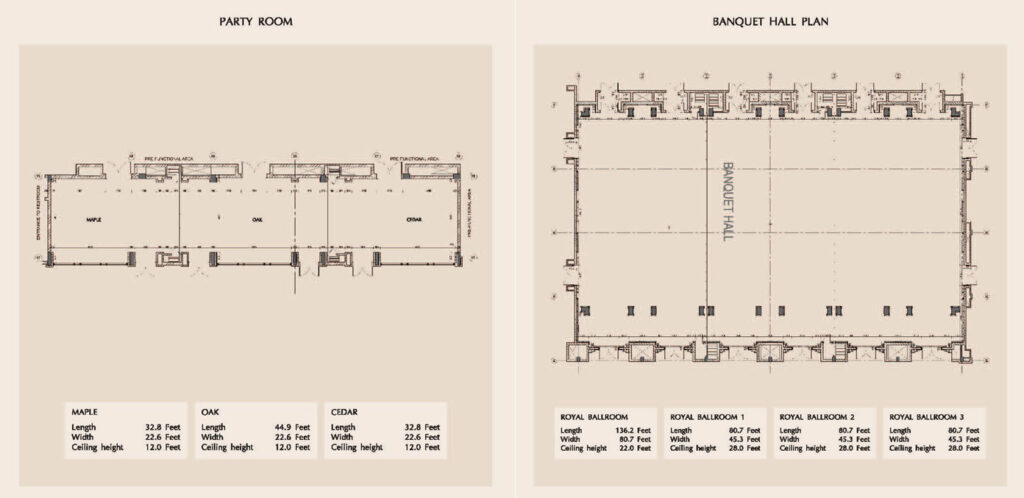 PARTY ROOM
PRE FUNCTIONAL AREA
PRE FUNCTIONAL AREA
ENTRANCE TO RESTROOM
MAPLE
OAK
CEDAR
MAPLE
Length 32.8 Feet
Width 22.6 Feet
Ceiling height 12.0 Feet
OAK
Length 44.9 Feet
Width 22.6 Feet
Ceiling height 12.0 Feet
CEDAR
Length 32.8 Feet
Width 22.6 Feet
Ceiling height 12.0 Feet
BANQUET HALL PLAN
BANQUET HALL
ROYAL BALLROOM
Length 136.2 Feet
Width 80.7 Feet
Ceiling height 22.0 Feet
ROYAL BALLROOM 1
Length 80.7 Feet
Width 45.3 Feet
Ceiling height 28.0 Feet
ROYAL BALLROOM 2
Length 80.7 Feet
Width 45.3 Feet
Ceiling height 28.0 Feet
ROYAL BALLROOM 3
Length 80.7 Feet
Width 45.3 Feet
Ceiling height 28.0 Feet